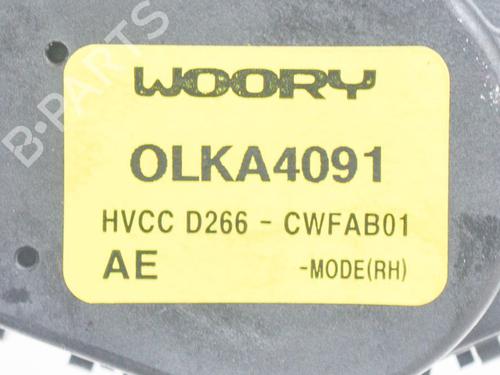 WOORY
OLKA4091
HVCC D266 - CWFAB01
AE -MODE(RH)
B-PARTS